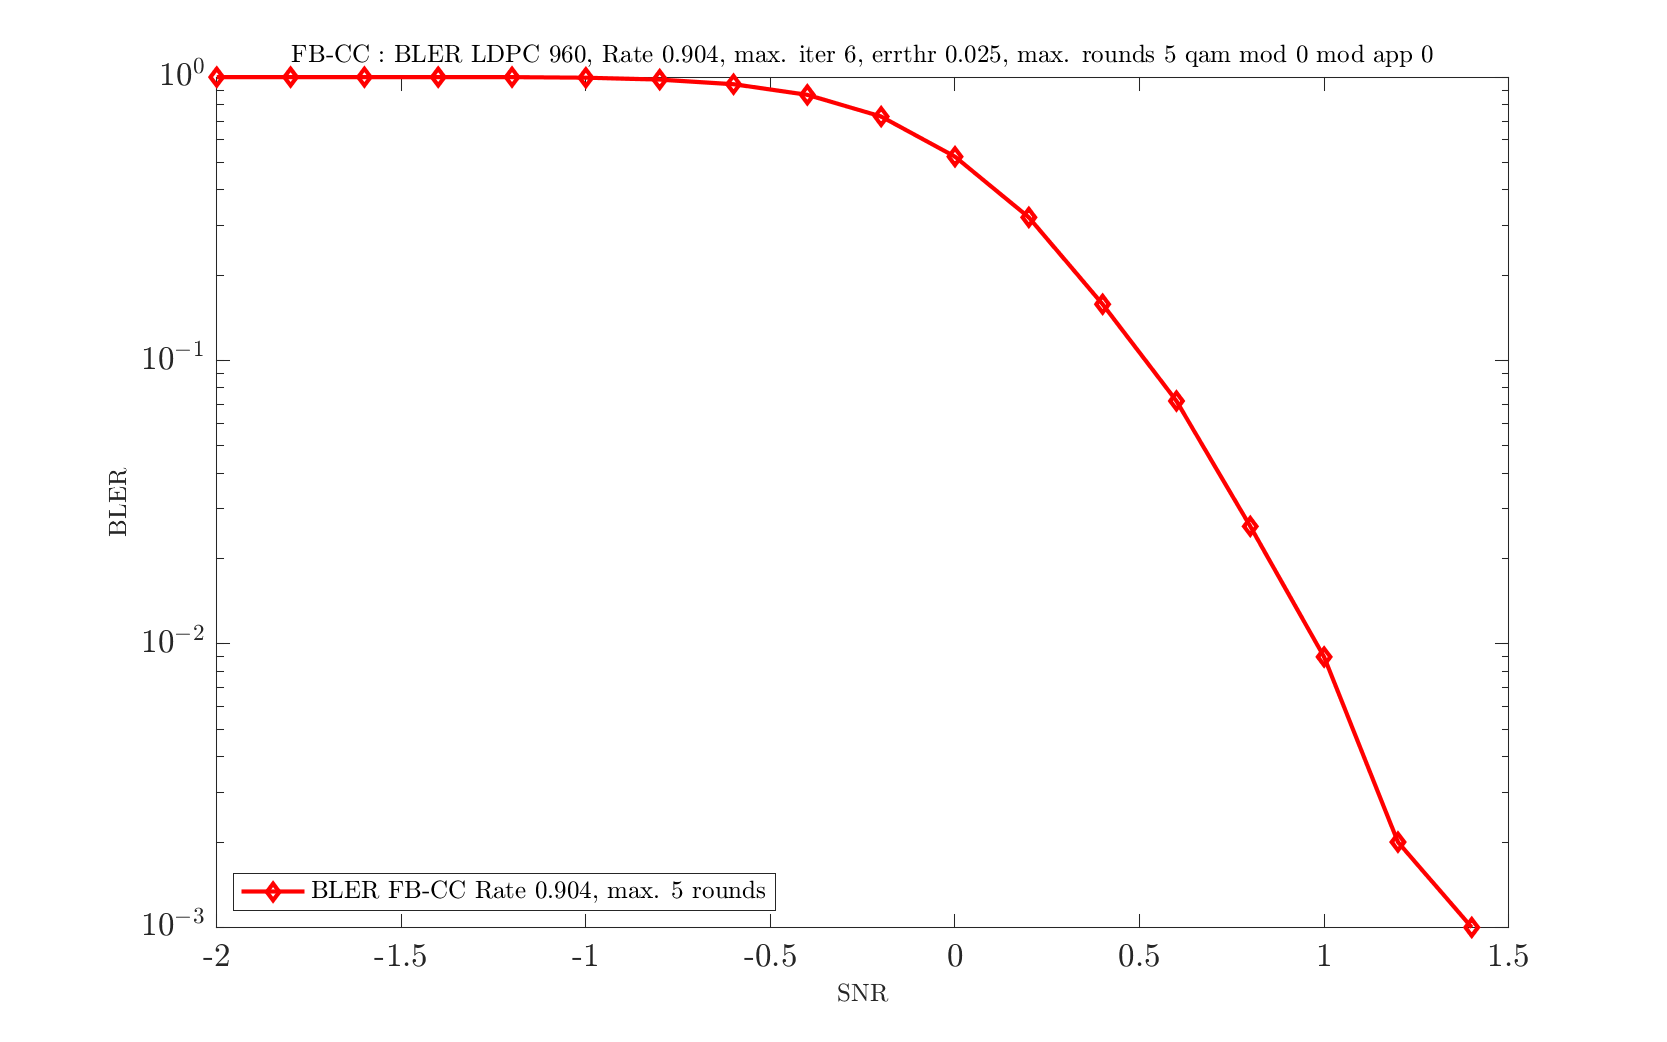 FB-CC : BLER LDPC 960, Rate 0.904, max. iter 6, errthr 0.025, max. rounds 5 qam mod 0 mod app 0
10^0
10^{-1}
10^{-2}
10^{-3}
BLER
BLER FB-CC Rate 0.904, max. 5 rounds
-2 -1.5 -1 -0.5 0 0.5 1 1.5
SNR